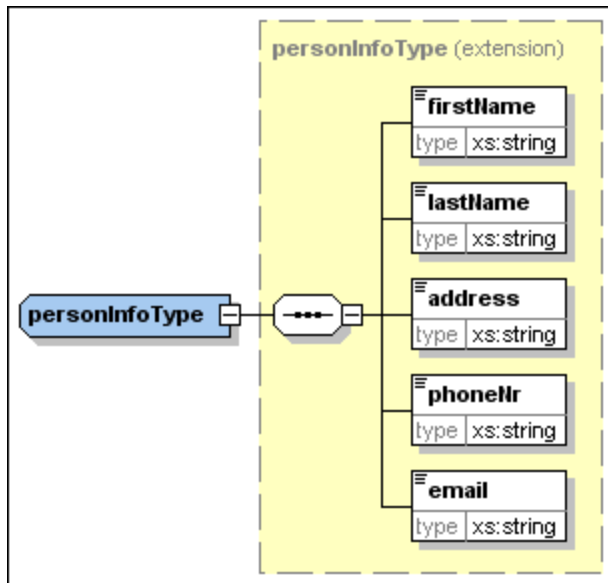 personInfoType (extension)
firstName
type xs:string
lastName
type xs:string
personInfoType
address
type xs:string
phoneNr
type xs:string
email
type xs:string